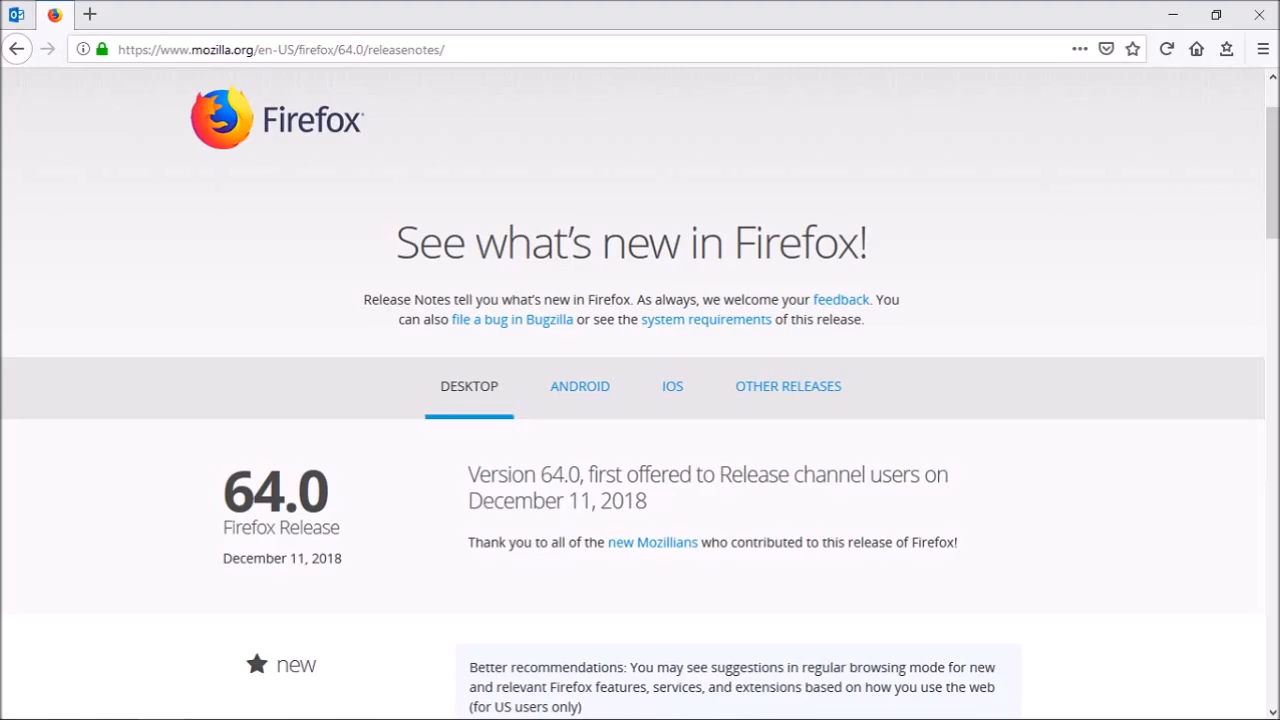 https://www.mozilla.org/en-US/firefox/64.0/releasenotes/
Firefox
See what's new in Firefox!
Release Notes tell you what's new in Firefox. As always, we welcome your feedback. You
can also file a bug in Bugzilla or see the system requirements of this release.
DESKTOP ANDROID IOS OTHER RELEASES
64.0
Firefox Release
December 11, 2018
Version 64.0, first offered to Release channel users on
December 11, 2018
Thank you to all of the new Mozillians who contributed to this release of Firefox!
new
Better recommendations: You may see suggestions in regular browsing mode for new
and relevant Firefox features, services, and extensions based on how you use the web
(for US users only)